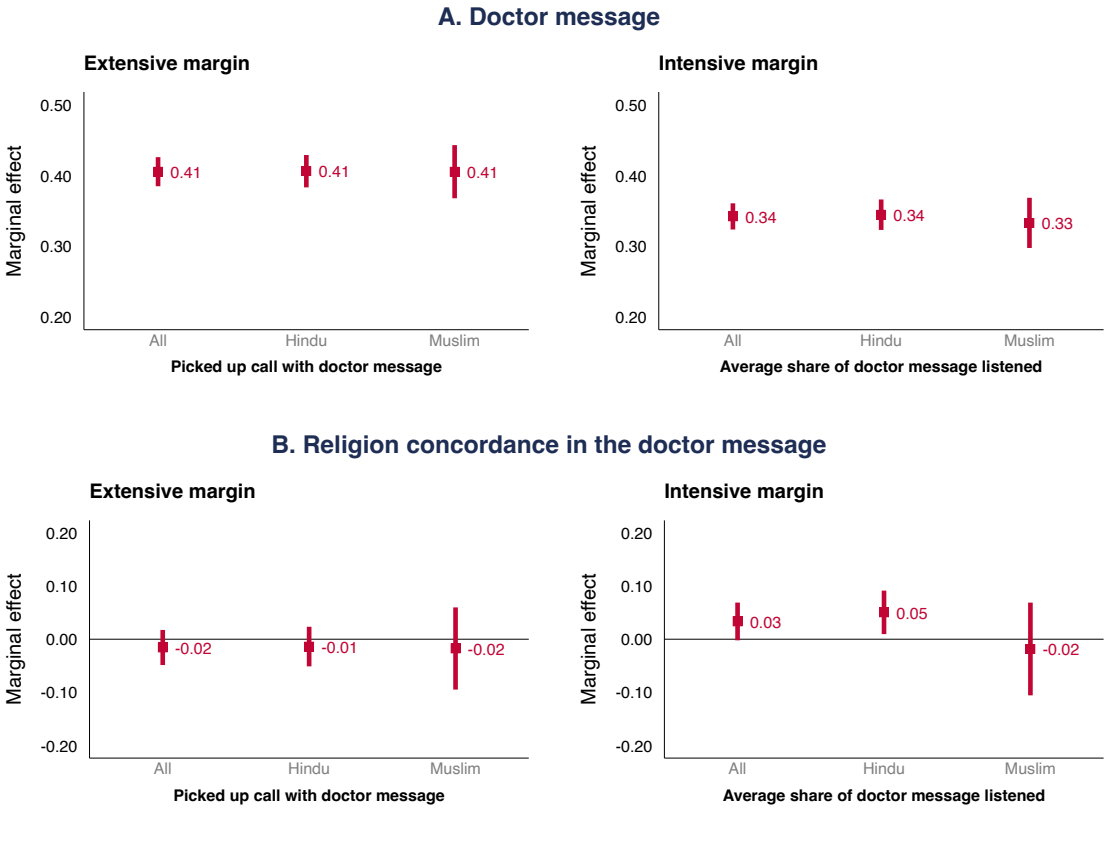 A. Doctor message
Extensive margin
Marginal effect
0.50
0.40
0.30
0.20
0.41
0.41
0.41
All
Hindu
Muslim
Picked up call with doctor message
Intensive margin
Marginal effect
0.50
0.40
0.30
0.20
0.34
0.34
0.33
All
Hindu
Muslim
Average share of doctor message listened
B. Religion concordance in the doctor message
Extensive margin
Marginal effect
0.20
0.10
0.00
-0.10
-0.20
-0.02
-0.01
-0.02
All
Hindu
Muslim
Picked up call with doctor message
Intensive margin
Marginal effect
0.20
0.10
0.00
-0.10
-0.20
0.03
0.05
-0.02
All
Hindu
Muslim
Average share of doctor message listened